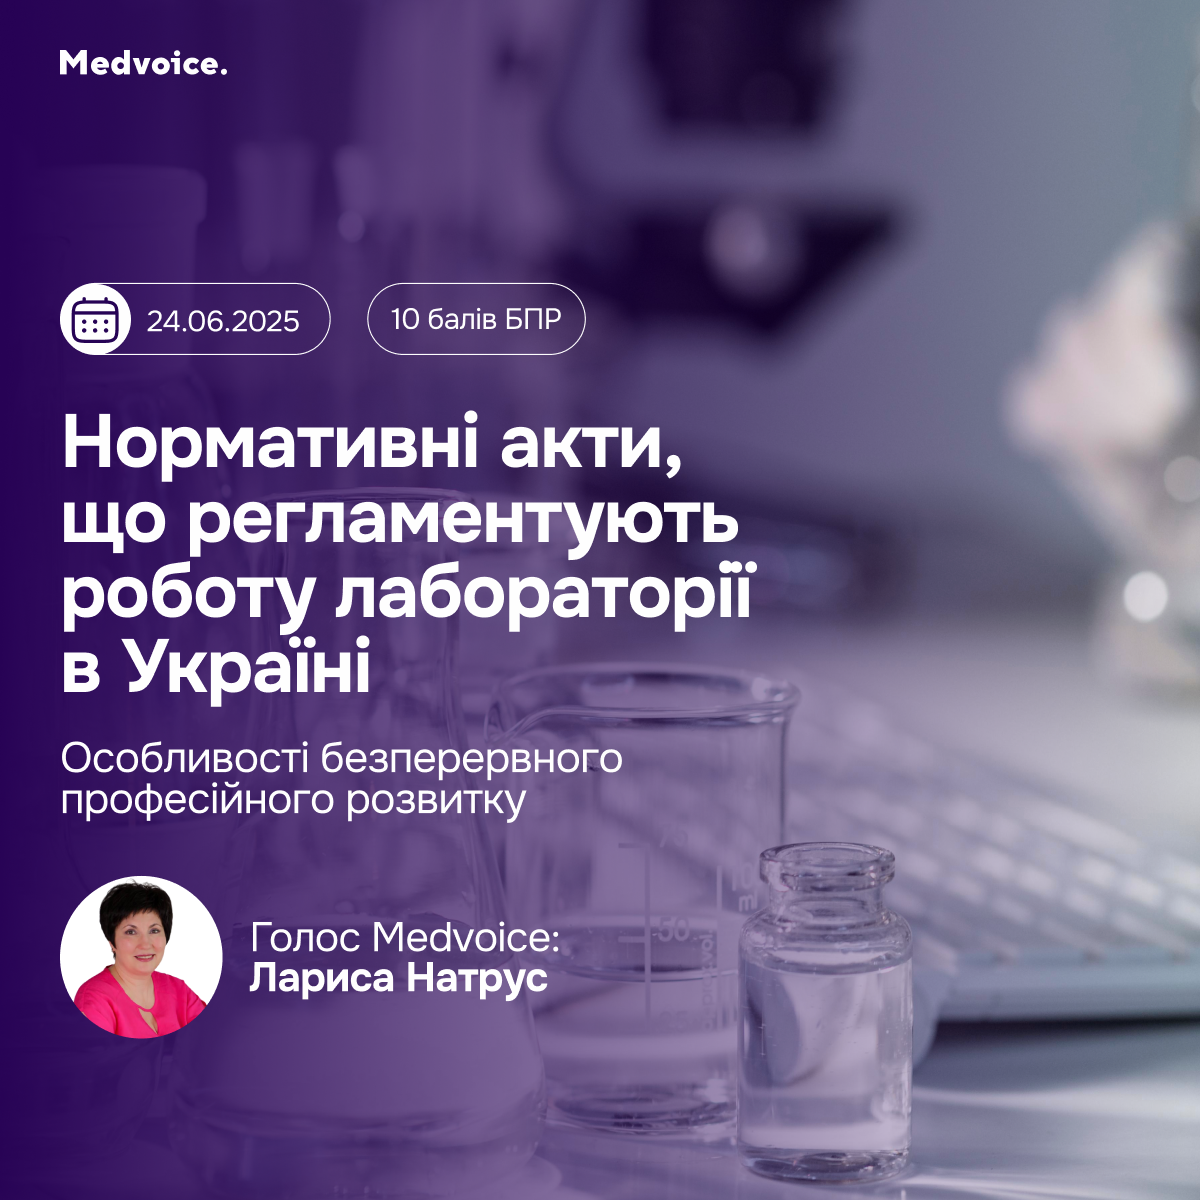 Medvoice.
24.06.2025
10 балів БПР
Нормативні акти,
що регламентують
роботу лабораторії
в Україні
Особливості безперервного
професійного розвитку
Голос Medvoice:
Лариса Натрус
50